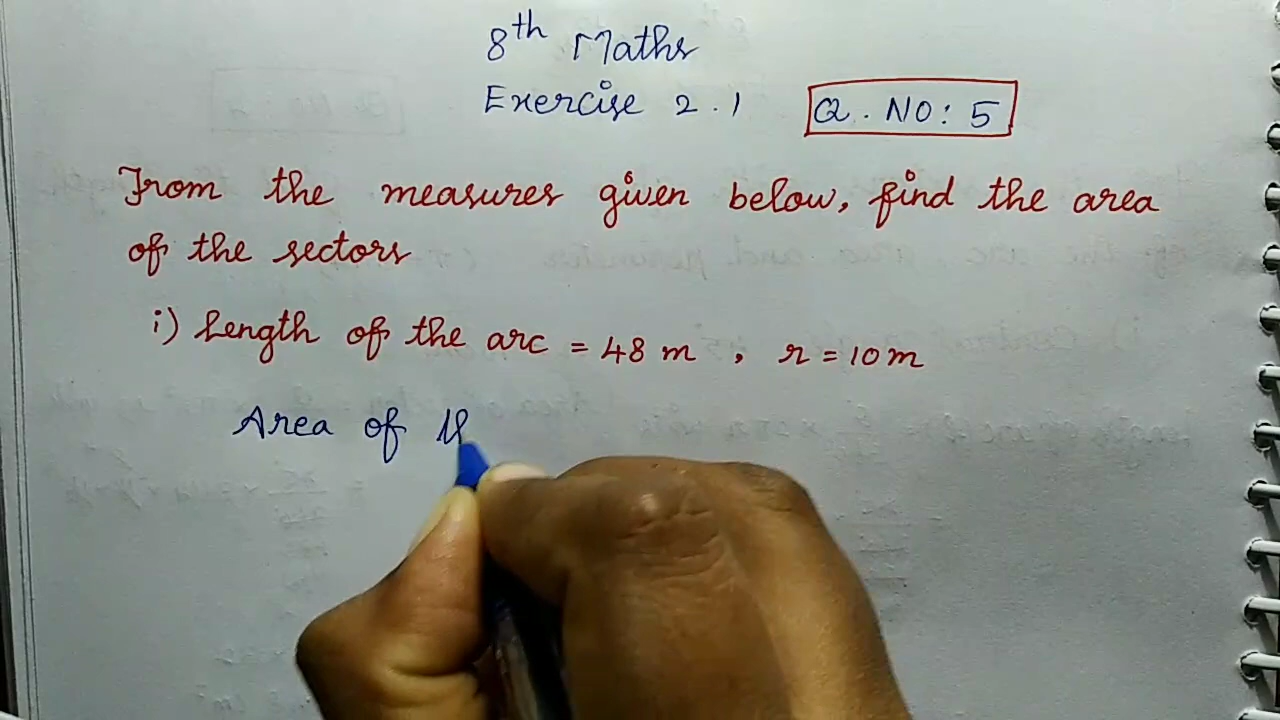 8th Maths
Exercise 2.1
Q. NO: 5
From the measures given below, find the area
of the sectors
i) Length of the arc = 48 m , r = 10 m
Area of